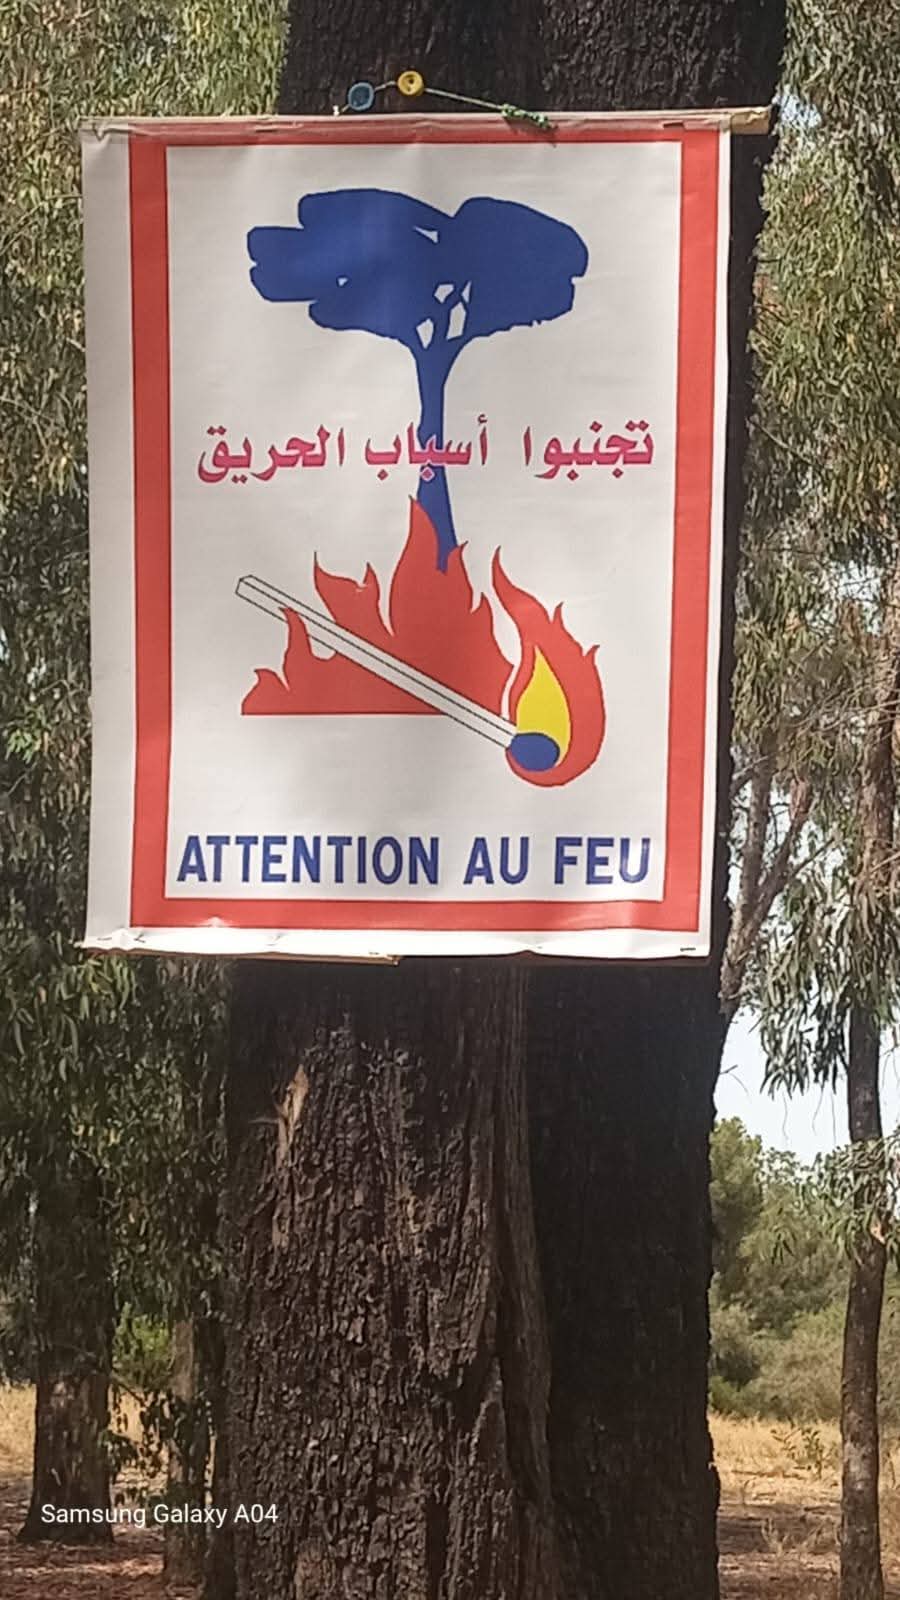 تجنبوا أسباب الحريق
ATTENTION AU FEU
Samsung Galaxy A04